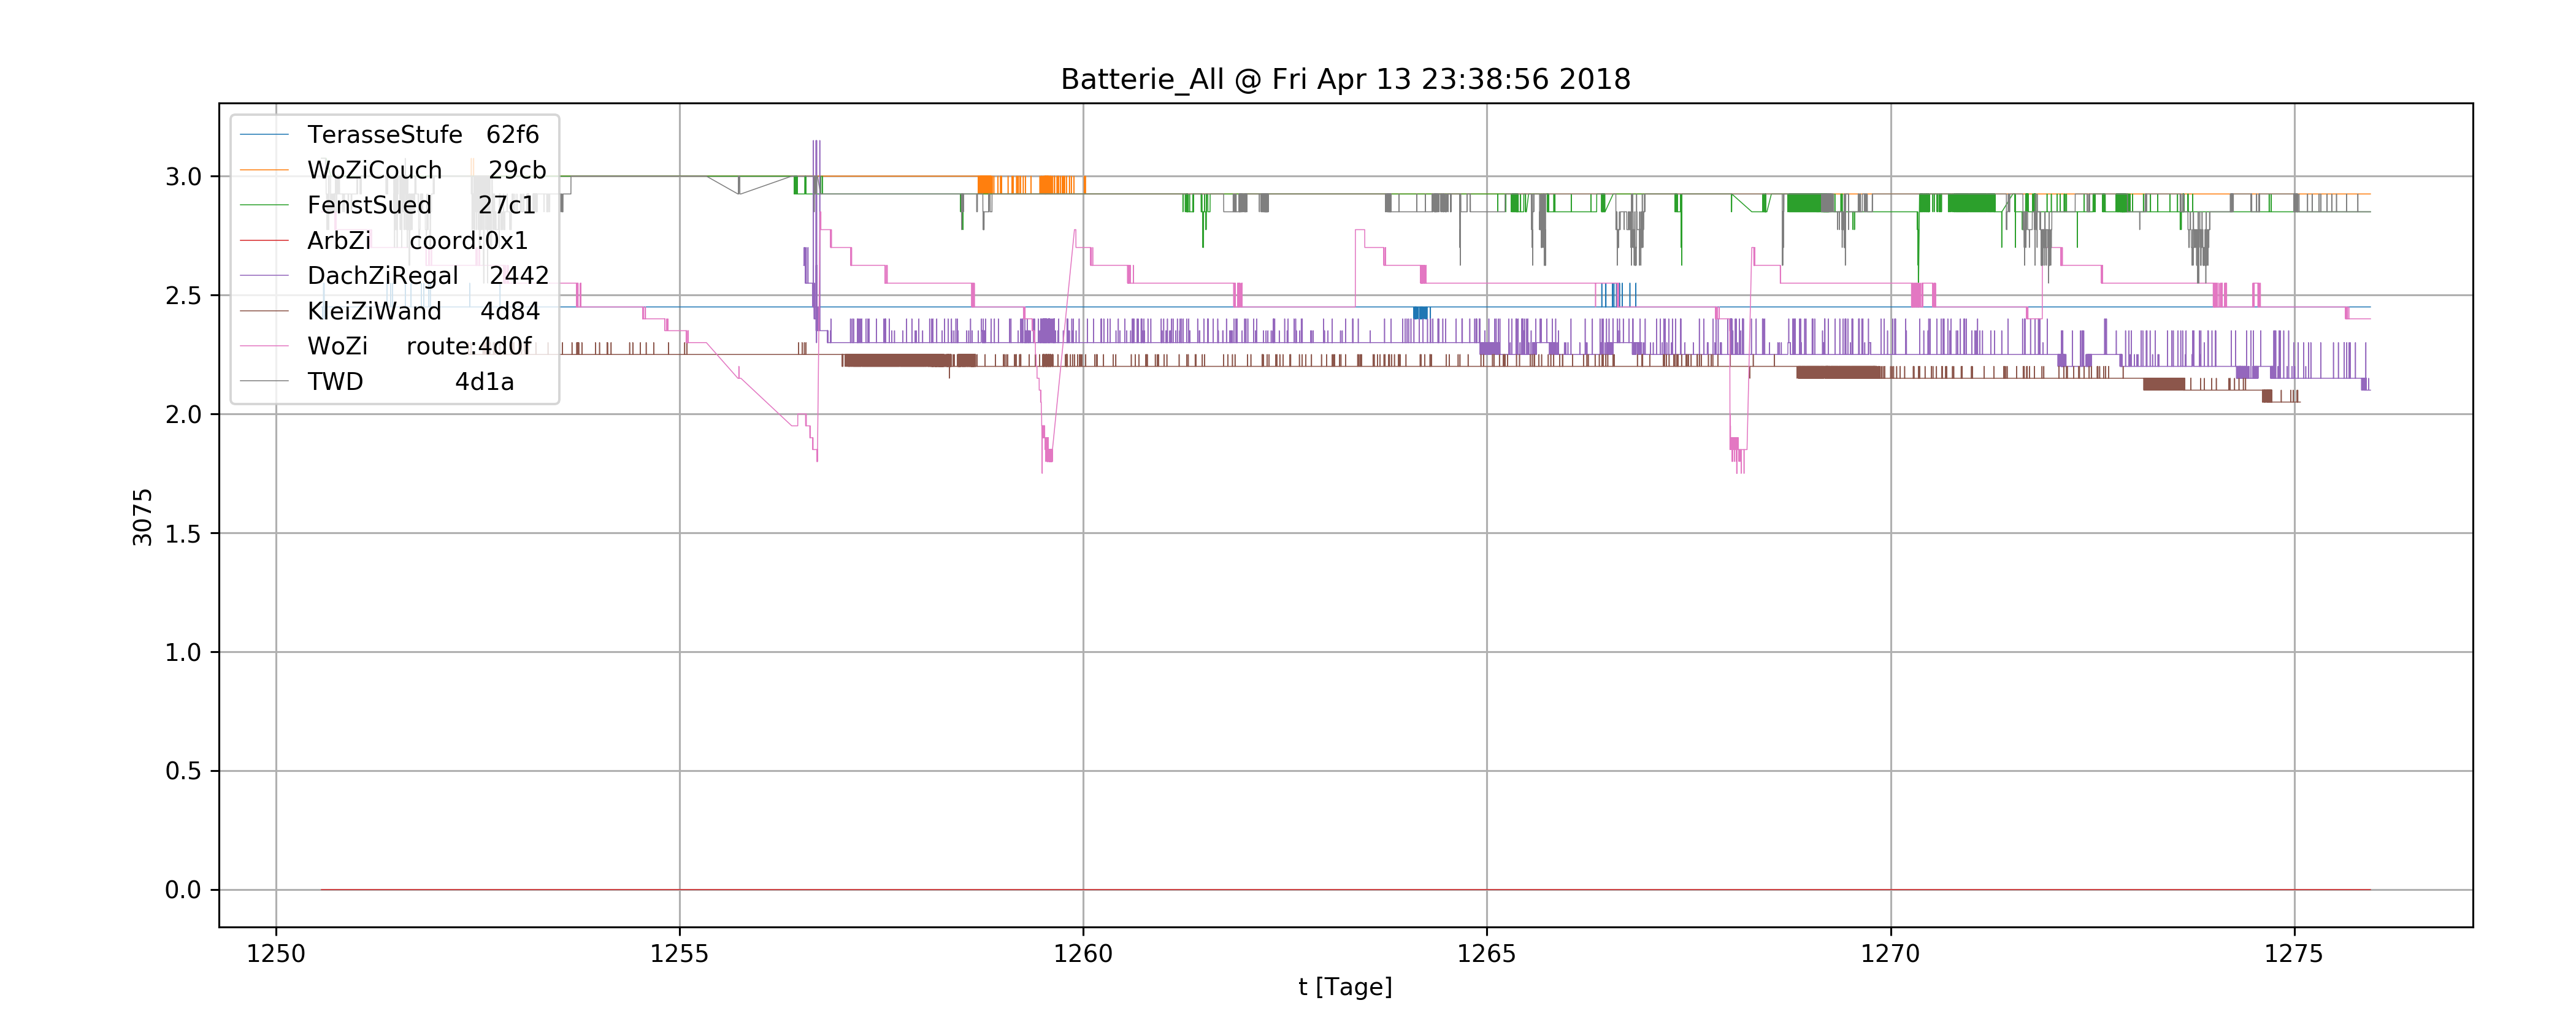 Batterie_All @ Fri Apr 13 23:38:56 2018
TerasseStufe 62f6
WoZiCouch 29cb
FenstSued 27c1
ArbZi coord:0x1
DachZiRegal 2442
KleiZiWand 4d84
WoZi route:4d0f
TWD 4d1a
3.0
2.5
2.0
1.5
1.0
0.5
0.0
3075
1250 1255 1260 1265 1270 1275
t [Tage]